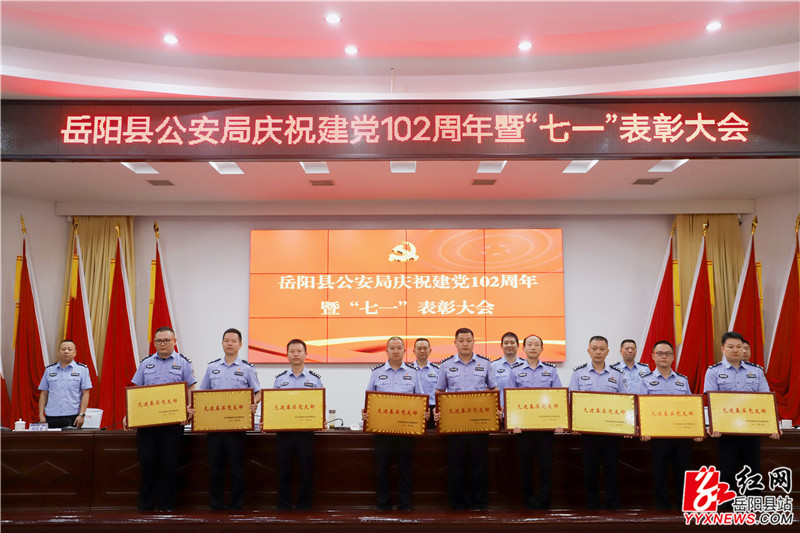 岳阳县公安局庆祝建党102周年暨“七一”表彰大会
岳阳县公安局庆祝建党102周年
暨“七一”表彰大会
先进基层党支部
先进基层党支部
先进基层党支部
先进基层党支部
先进基层党支部
先进基层党支部
先进基层党支部
先进基层党支部
先进基层党支部
红网
岳阳县站
YYXNEWS.COM